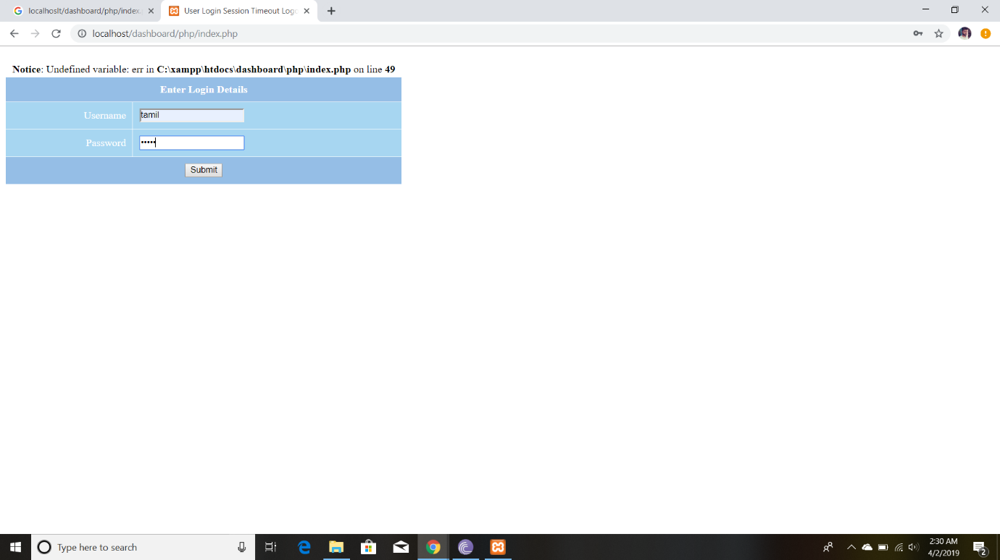 localhoslt/dashboard/php/index.
User Login Session Timeout Logo
localhost/dashboard/php/index.php
Notice: Undefined variable: err in C:\xampp\htdocs\dashboard\php\index.php on line 49
Enter Login Details
Username tamil
Password •••••
Submit
Type here to search
2:30 AM
4/2/2019
2